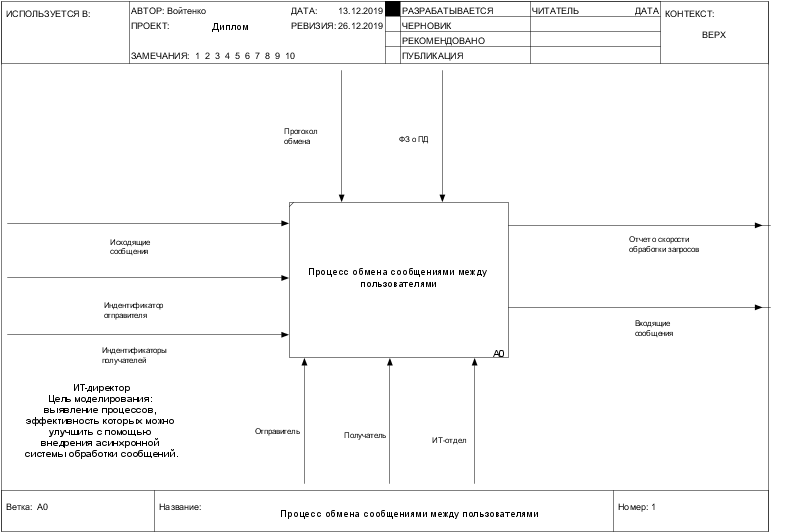 ИСПОЛЬЗУЕТСЯ В:
АВТОР: Войтенко
ДАТА: 13.12.2019
РАЗРАБАТЫВАЕТСЯ
ЧИТАТЕЛЬ
ДАТА
КОНТЕКСТ:
ПРОЕКТ: Диплом
РЕВИЗИЯ: 26.12.2019
ЧЕРНОВИК
РЕКОМЕНДОВАНО
ВЕРХ
ЗАМЕЧАНИЯ: 1 2 3 4 5 6 7 8 9 10
ПУБЛИКАЦИЯ
Протокол
обмена
ФЗ о ПД
Исходящие
сообщения
Индентификатор
отправителя
Индентификаторы
получателей
Процесс обмена сообщениями между
пользователями
A0
Отчет о скорости
обработки запросов
Входящие
сообщения
ИТ-директор
Цель моделирования:
выявление процессов,
эффективность которых можно
улучшить с помощью
внедрения асинхронной
системы обработки сообщений.
Отправитель
Получатель
ИТ-отдел
Ветка: A0
Название:
Процесс обмена сообщениями между пользователями
Номер: 1